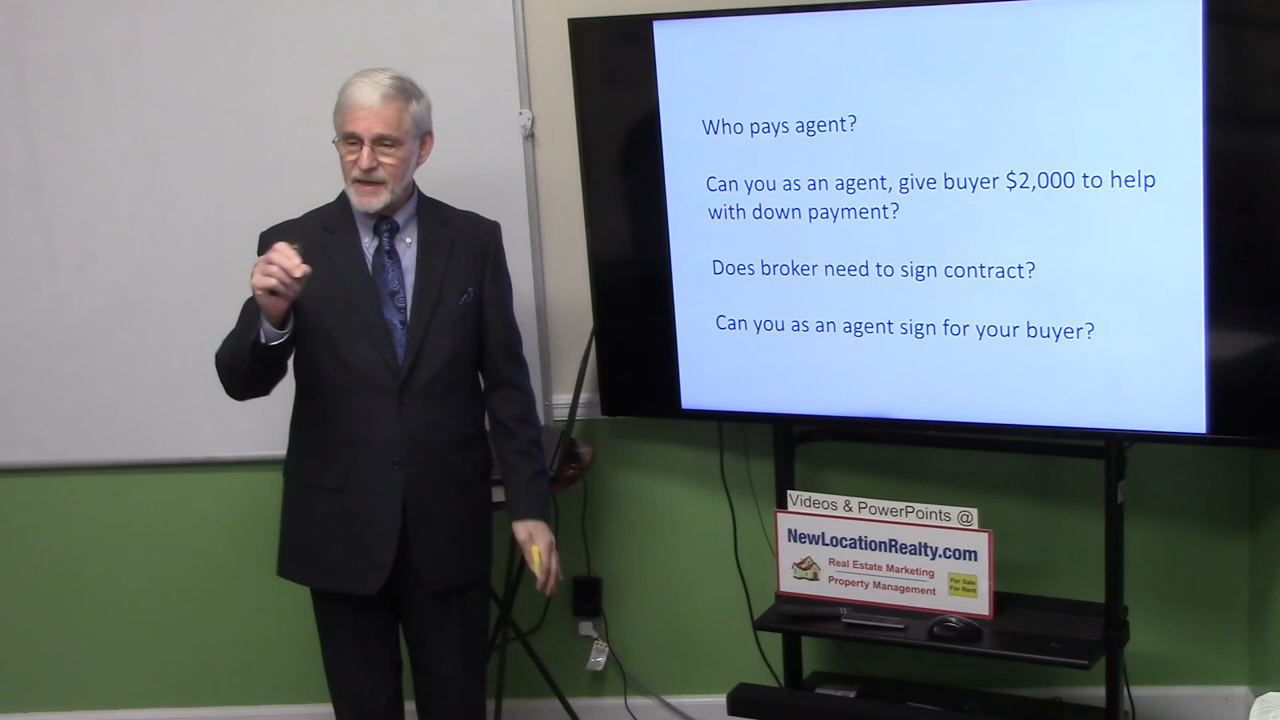 Who pays agent?
Can you as an agent, give buyer $2,000 to help
with down payment?
Does broker need to sign contract?
Can you as an agent sign for your buyer?
Videos & PowerPoints @
NewLocationRealty.com
Real Estate Marketing
Property Management
For Sale
For Rent